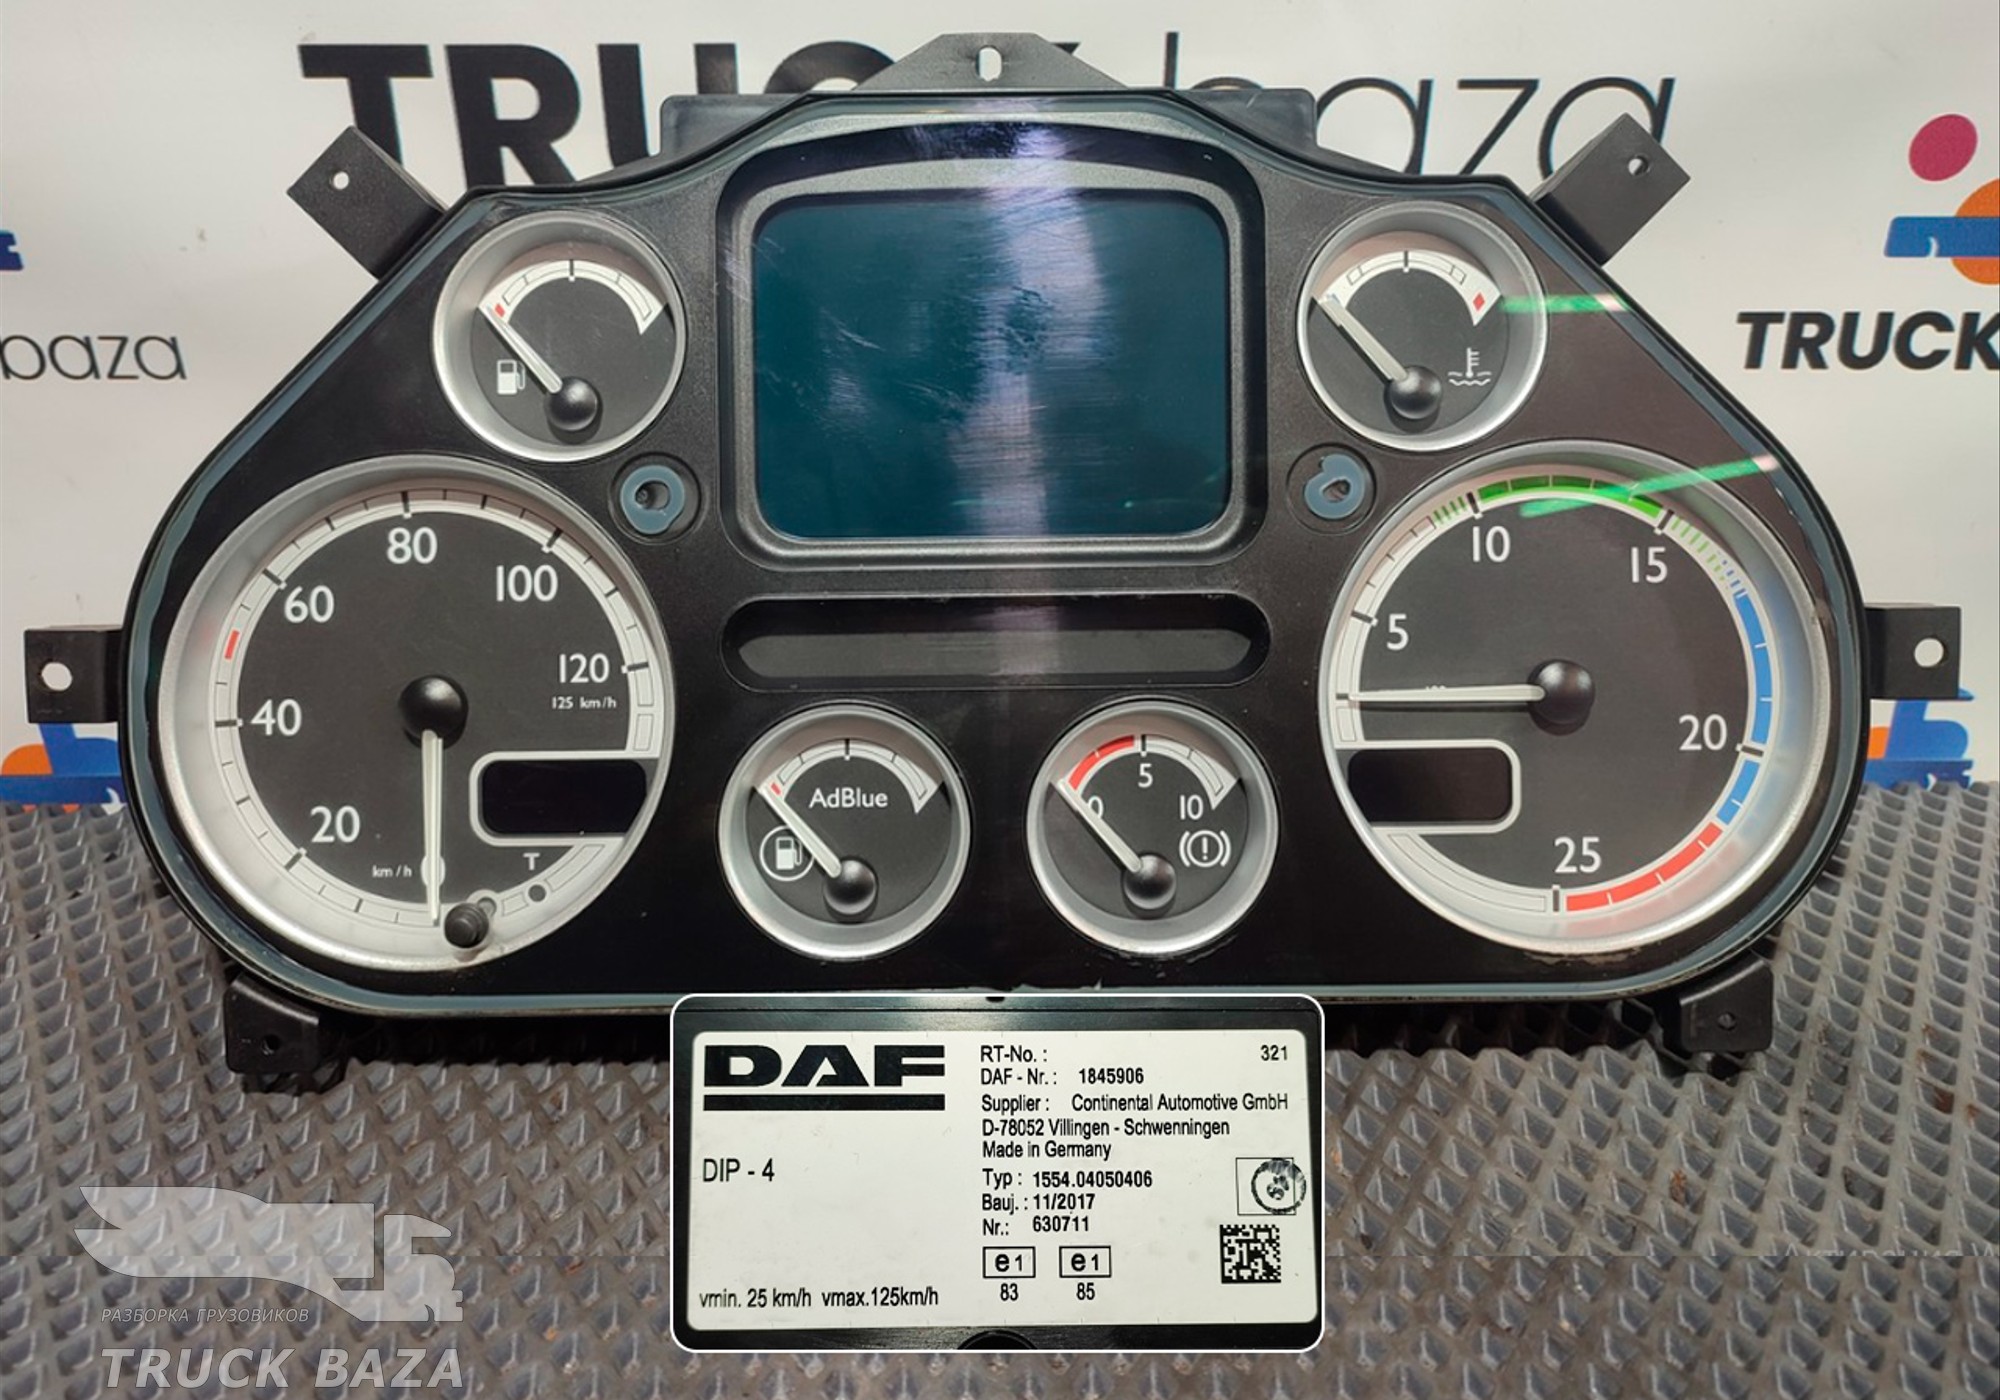 TRUCK baza
baza
TRUCK
80
100
60
120
125 km/h
40
20
km/h
0
T
AdBlue
0
5
10
5
10
15
20
25
DAF
RT-No. : 321
DAF - Nr. : 1845906
Supplier : Continental Automotive GmbH
D-78052 Villingen - Schwenningen
Made in Germany
DIP - 4
Typ : 1554.04050406
Bauj. : 11/2017
Nr.: 630711
e1 e1
83 85
vmin. 25 km/h vmax.125km/h
РАЗБОРКА ГРУЗОВИКОВ
TRUCK BAZA